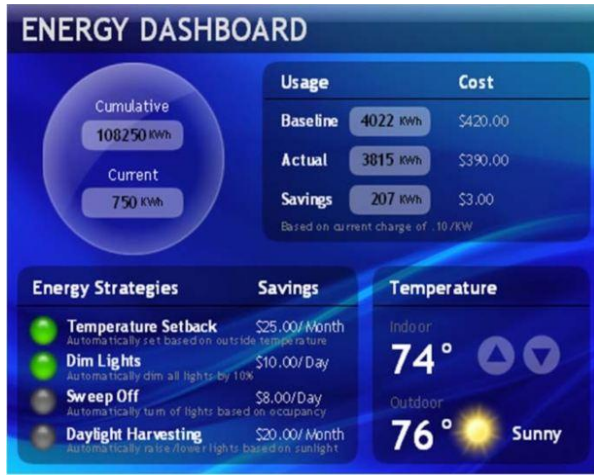 ENERGY DASHBOARD
Cumulative
108250 KWh
Current
750 KWh
Usage Cost
Baseline 4022 KWh $420.00
Actual 3815 KWh $390.00
Savings 207 KWh $3.00
Based on current charge of .10/KW
Energy Strategies Savings
Temperature Setback $25.00/Month
Automatically set based on outside temperature
Dim Lights $10.00/Day
Automatically dim all lights by 10%
Sweep Off $8.00/Day
Automatically turn of lights based on occupancy
Daylight Harvesting $20.00/Month
Automatically raise/lower lights based on sunlight
Temperature
Indoor
74°
Outdoor
76° Sunny